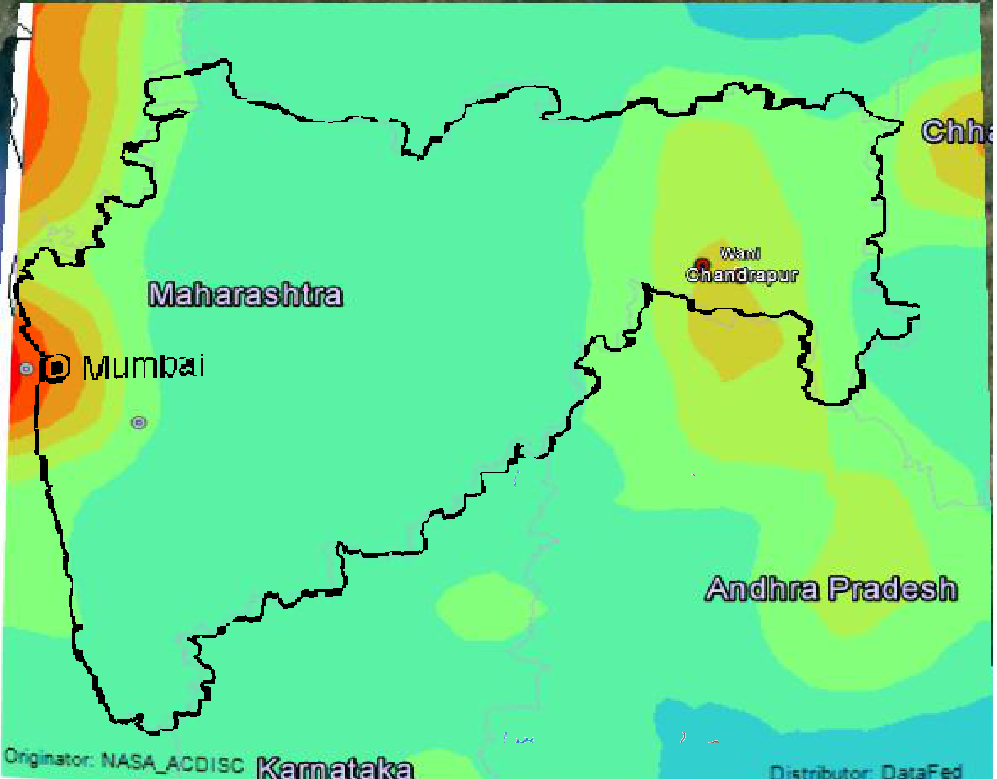 Chha
Wani
Chandrapur
Maharashtra
Mumbai
Andhra Pradesh
Originator: NASA_ACDISC
Karnataka
Distributor: DataFed